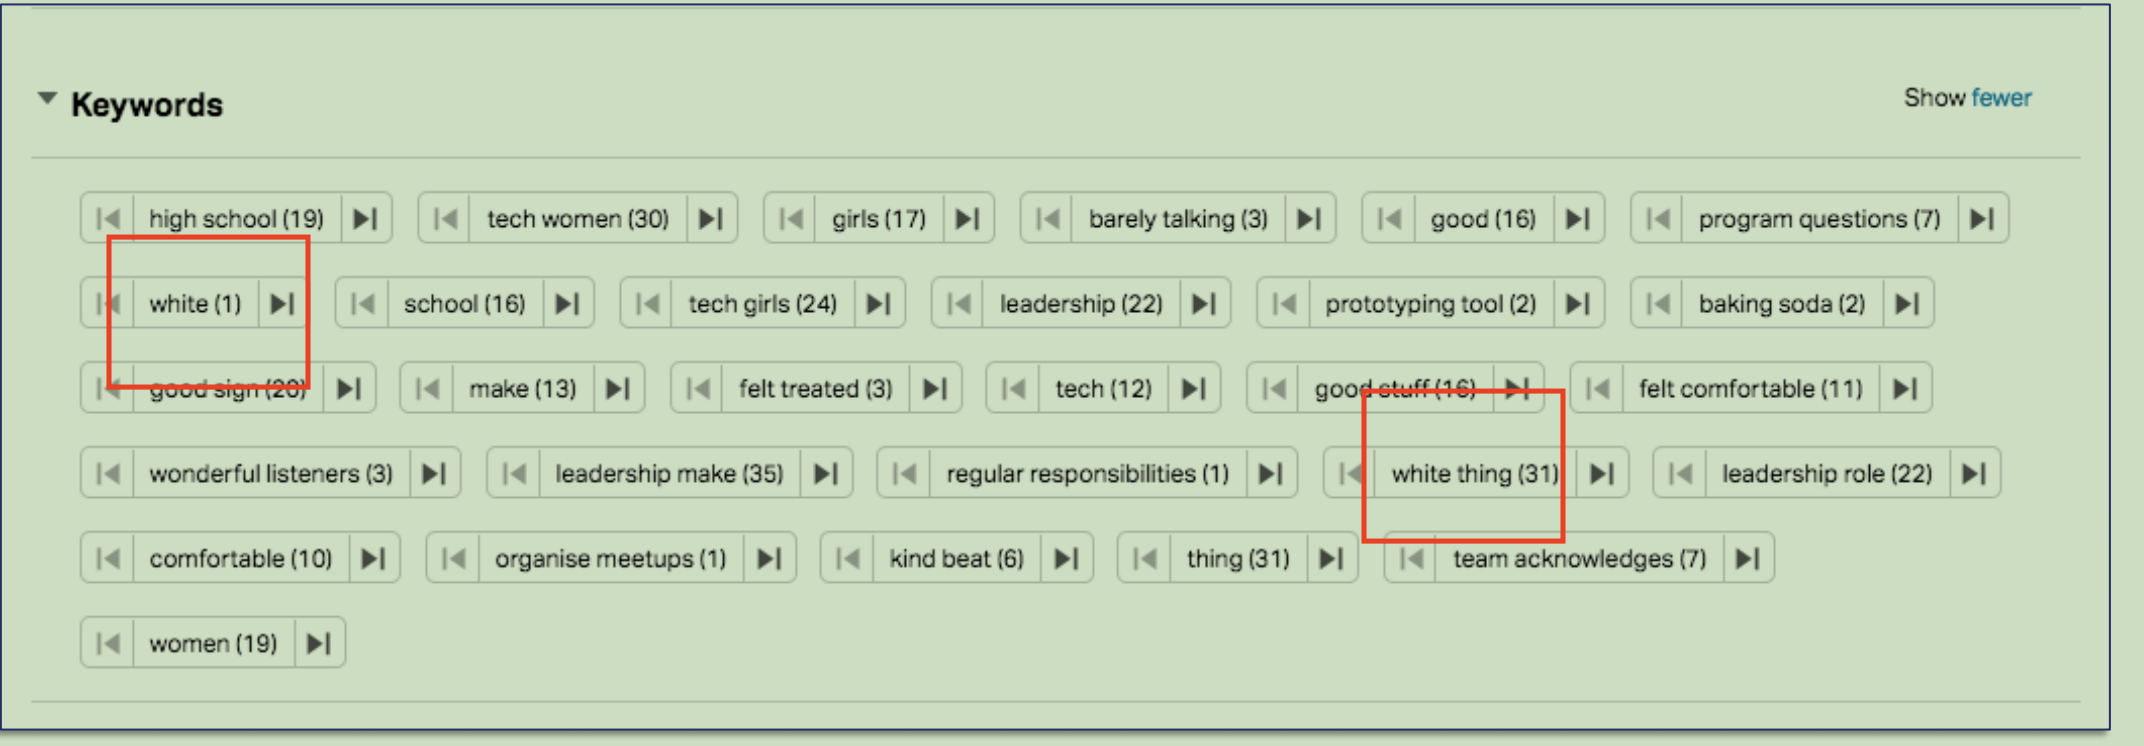 Keywords
Show fewer
high school (19) tech women (30) girls (17) barely talking (3) good (16) program questions (7)
white (1) school (16) tech girls (24) leadership (22) prototyping tool (2) baking soda (2)
good sign (20) make (13) felt treated (3) tech (12) good stuff (16) felt comfortable (11)
wonderful listeners (3) leadership make (35) regular responsibilities (1) white thing (31) leadership role (22)
comfortable (10) organise meetups (1) kind beat (6) thing (31) team acknowledges (7)
women (19)